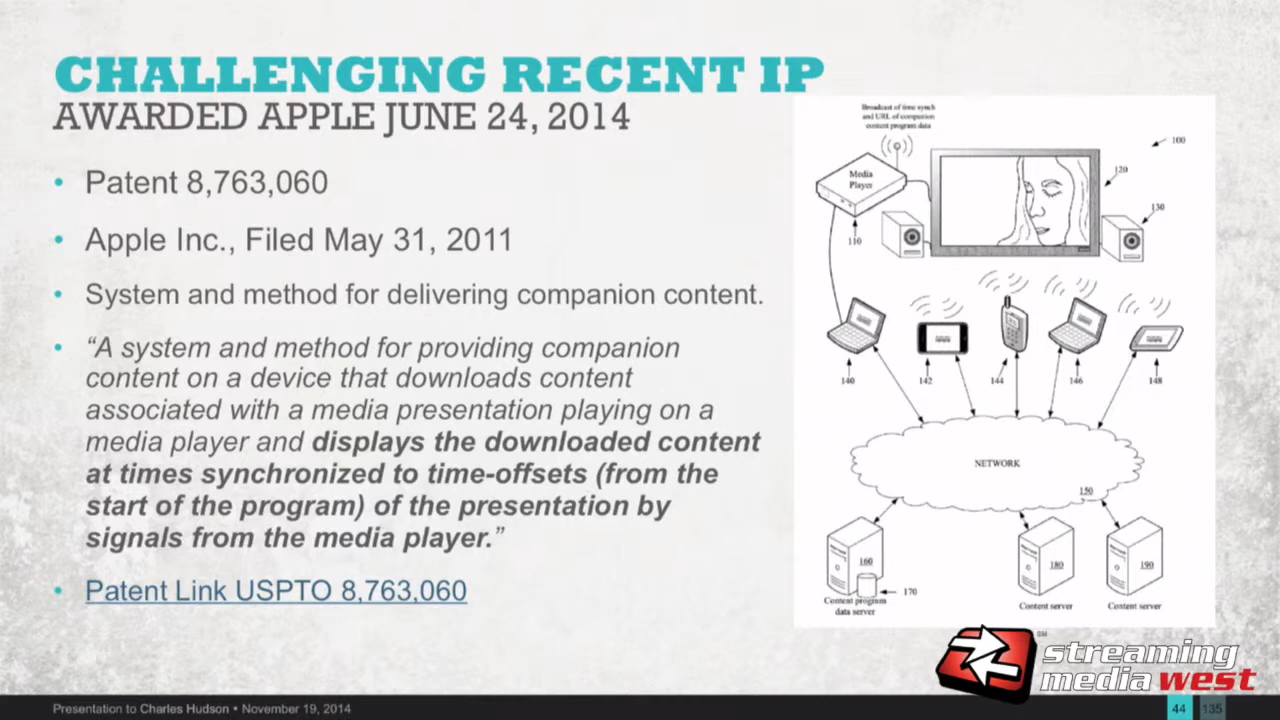 CHALLENGING RECENT IP
AWARDED APPLE JUNE 24, 2014
• Patent 8,763,060
• Apple Inc., Filed May 31, 2011
• System and method for delivering companion content.
• “A system and method for providing companion
content on a device that downloads content
associated with a media presentation playing on a
media player and displays the downloaded content
at times synchronized to time-offsets (from the
start of the program) of the presentation by
signals from the media player.”
• Patent Link USPTO 8,763,060
Broadcast of time synch
and URL of companion
content program data
100
Media
Player
120
130
110
140
142
144
146
148
NETWORK
150
160
180
190
170
Content program
data server
Content server
Content server
streaming
media west
Presentation to Charles Hudson • November 19, 2014
44
135